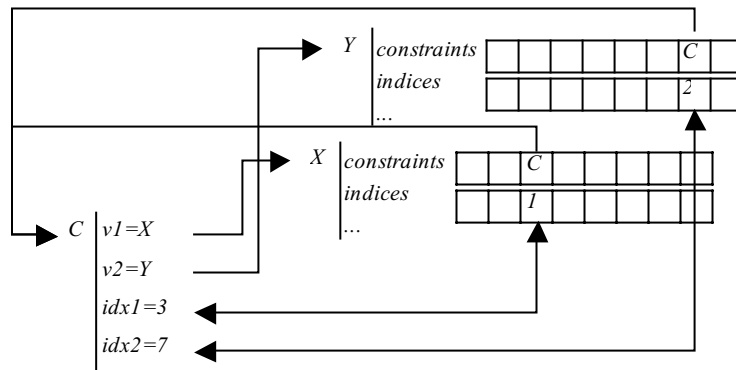 Y constraints C
indices 2
...
X constraints C
indices 1
...
C v1=X
v2=Y
idx1=3
idx2=7